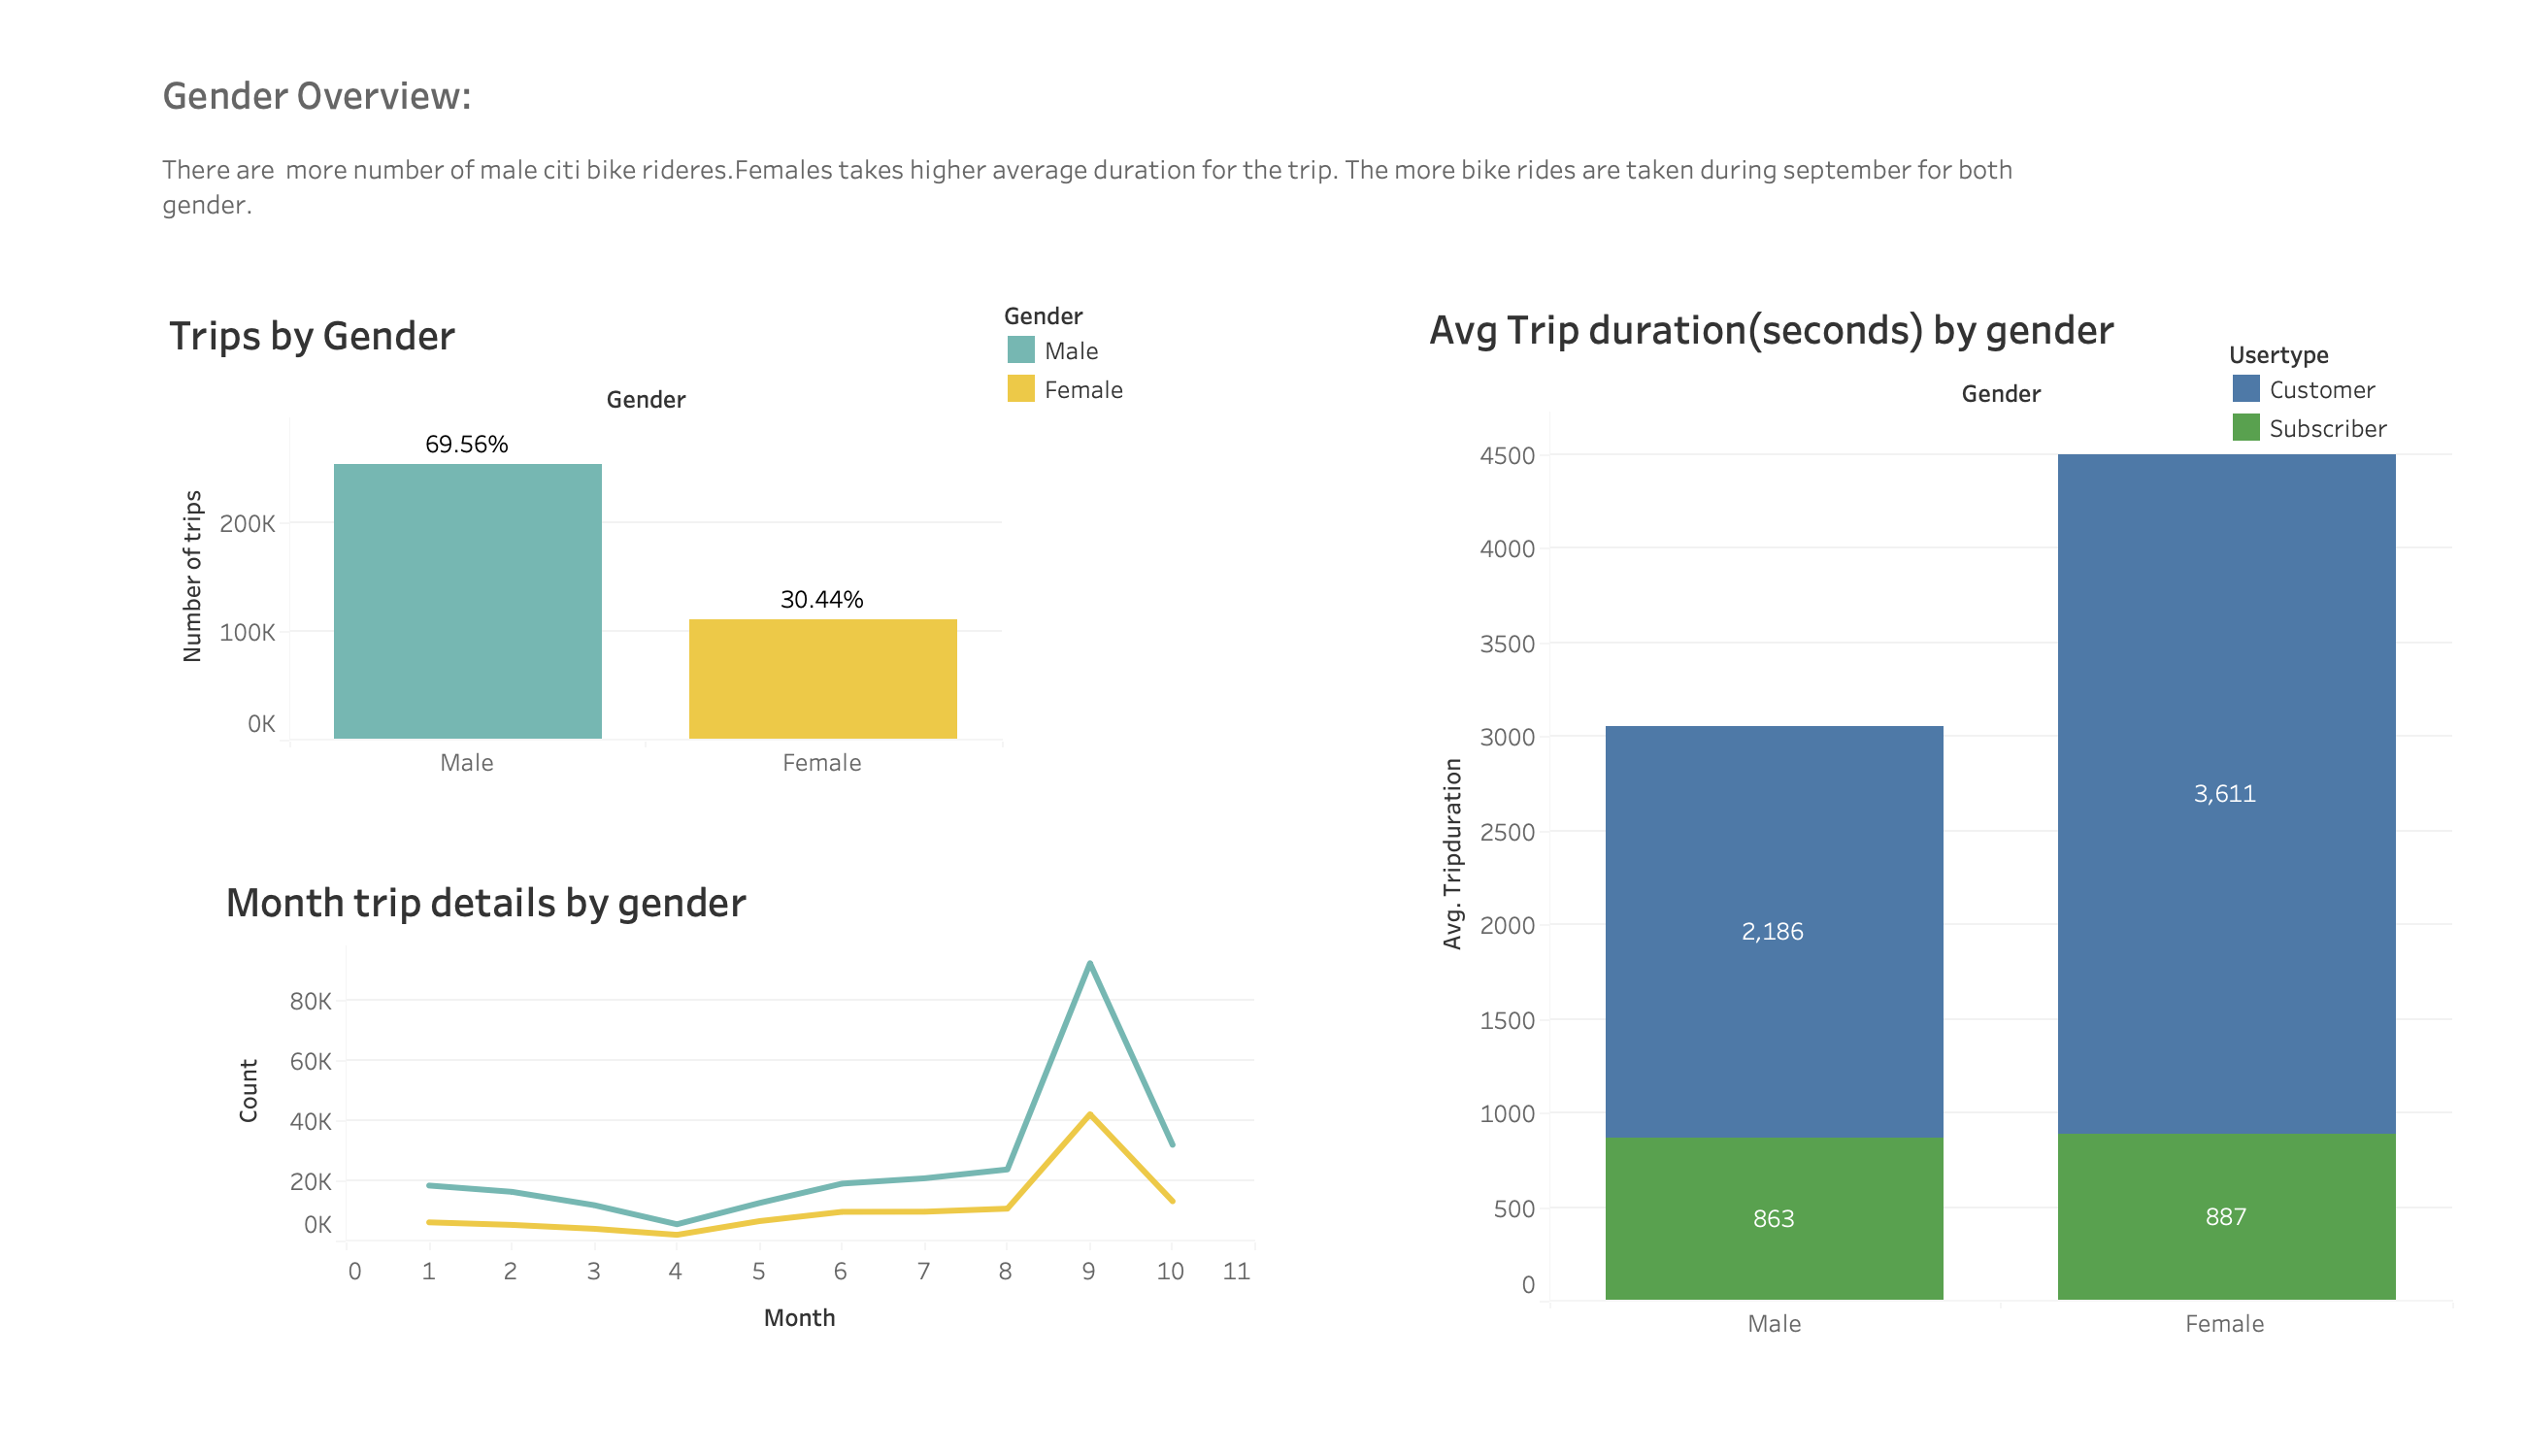 Gender Overview:
There are  more number of male citi bike rideres.Females takes higher average duration for the trip. The more bike rides are taken during september for both
gender.
Trips by Gender
Gender
Male
Female
Gender
69.56%
30.44%
Number of trips
200K
100K
0K
Male
Female
Month trip details by gender
Count
80K
60K
40K
20K
0K
0 1 2 3 4 5 6 7 8 9 10 11
Month
Avg Trip duration(seconds) by gender
Usertype
Customer
Subscriber
Gender
Avg. Tripduration
4500
4000
3500
3000
2500
2000
1500
1000
500
0
2,186
3,611
863
887
Male
Female